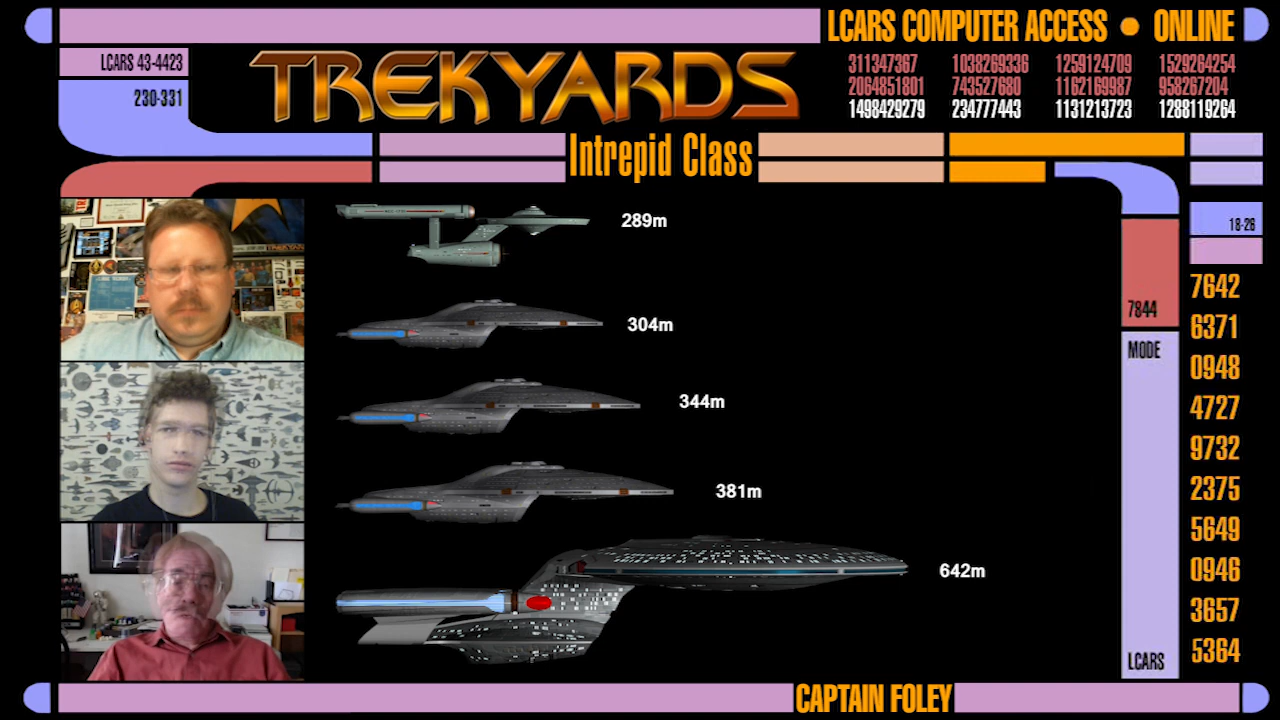 LCARS COMPUTER ACCESS • ONLINE
LCARS 43-4423
230-331
TREKYARDS
311347367 1038269336 1259124709 1529264254
2064851801 743527680 1162169987 958267204
1498429279 234777443 1131213723 1288119264
Intrepid Class
289m
304m
344m
381m
642m
7844
MODE
LCARS
18-26
7642
6371
0948
4727
9732
2375
5649
0946
3657
5364
CAPTAIN FOLEY